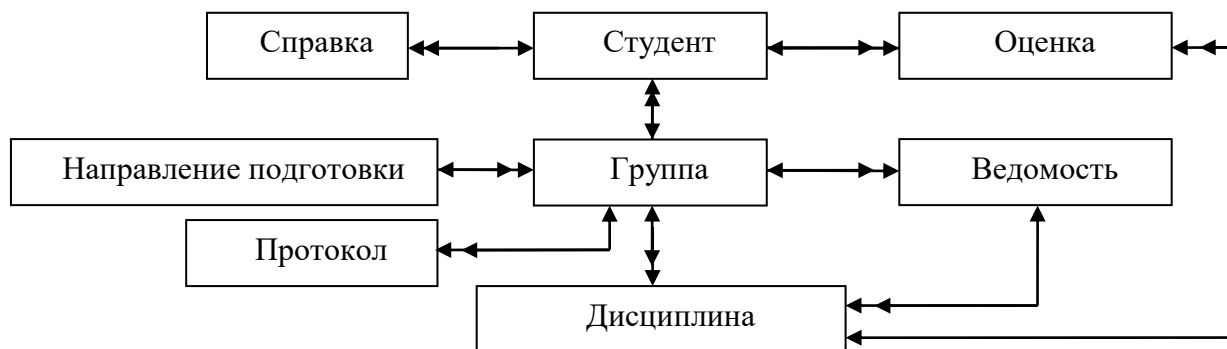 Справка
Студент
Оценка
Направление подготовки
Группа
Ведомость
Протокол
Дисциплина